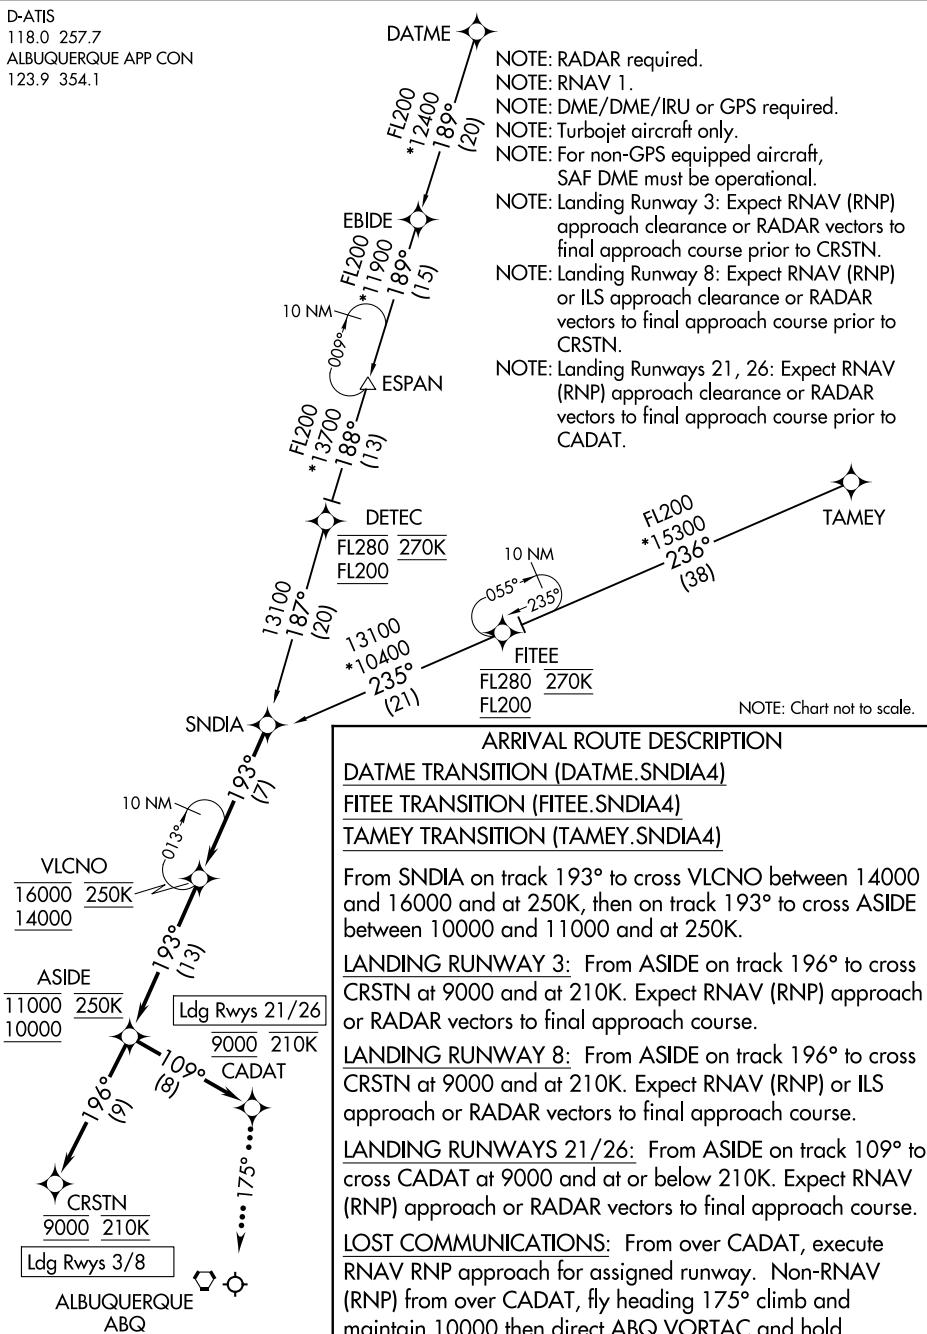 D-ATIS
118.0 257.7
ALBUQUERQUE APP CON
123.9 354.1
DATME
NOTE: RADAR required.
NOTE: RNAV 1.
NOTE: DME/DME/IRU or GPS required.
NOTE: Turbojet aircraft only.
NOTE: For non-GPS equipped aircraft,
SAF DME must be operational.
NOTE: Landing Runway 3: Expect RNAV (RNP)
approach clearance or RADAR vectors to
final approach course prior to CRSTN.
NOTE: Landing Runway 8: Expect RNAV (RNP)
or ILS approach clearance or RADAR
vectors to final approach course prior to
CRSTN.
NOTE: Landing Runways 21, 26: Expect RNAV
(RNP) approach clearance or RADAR
vectors to final approach course prior to
CADAT.
FL200
*12400
189°
(20)
EBIDE
FL200
*11900
189°
(15)
10 NM
009°
ESPAN
FL200
*13700
188°
(13)
DETEC
FL280 270K
FL200
TAMEY
FL200
*15300
236°
(38)
10 NM
055°
235°
FITEE
FL280 270K
FL200
13100
187°
(20)
13100
*10400
235°
(21)
NOTE: Chart not to scale.
SNDIA
193°
(7)
10 NM
013°
VLCNO
16000 250K
14000
193°
(13)
ASIDE
11000 250K
10000
Ldg Rwys 21/26
9000 210K
CADAT
109°
(8)
196°
(9)
175°
CRSTN
9000 210K
Ldg Rwys 3/8
ALBUQUERQUE
ABQ
ARRIVAL ROUTE DESCRIPTION
DATME TRANSITION (DATME.SNDIA4)
FITEE TRANSITION (FITEE.SNDIA4)
TAMEY TRANSITION (TAMEY.SNDIA4)
From SNDIA on track 193° to cross VLCNO between 14000
and 16000 and at 250K, then on track 193° to cross ASIDE
between 10000 and 11000 and at 250K.
LANDING RUNWAY 3: From ASIDE on track 196° to cross
CRSTN at 9000 and at 210K. Expect RNAV (RNP) approach
or RADAR vectors to final approach course.
LANDING RUNWAY 8: From ASIDE on track 196° to cross
CRSTN at 9000 and at 210K. Expect RNAV (RNP) or ILS
approach or RADAR vectors to final approach course.
LANDING RUNWAYS 21/26: From ASIDE on track 109° to
cross CADAT at 9000 and at or below 210K. Expect RNAV
(RNP) approach or RADAR vectors to final approach course.
LOST COMMUNICATIONS: From over CADAT, execute
RNAV RNP approach for assigned runway. Non-RNAV
(RNP) from over CADAT, fly heading 175° climb and
maintain 10000 then direct ABQ VORTAC and hold